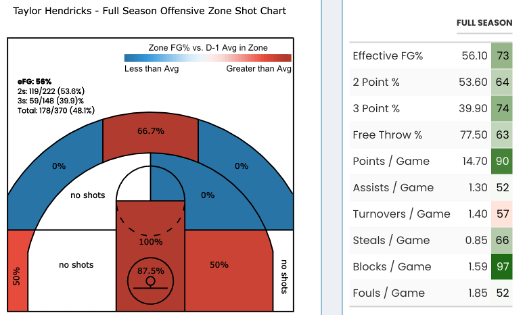 Taylor Hendricks - Full Season Offensive Zone Shot Chart
Zone FG% vs. D-1 Avg in Zone
Less than Avg Greater than Avg
eFG: 56%
2s: 119/222 (53.6%)
3s: 59/148 (39.9)%
Total: 178/370 (48.1%)
66.7%
0% 0%
no shots 0%
100%
no shots 50%
87.5%
50% no shots
FULL SEASON
Effective FG% 56.10 73
2 Point % 53.60 64
3 Point % 39.90 74
Free Throw % 77.50 63
Points / Game 14.70 90
Assists / Game 1.30 52
Turnovers / Game 1.40 57
Steals / Game 0.85 66
Blocks / Game 1.59 97
Fouls / Game 1.85 52